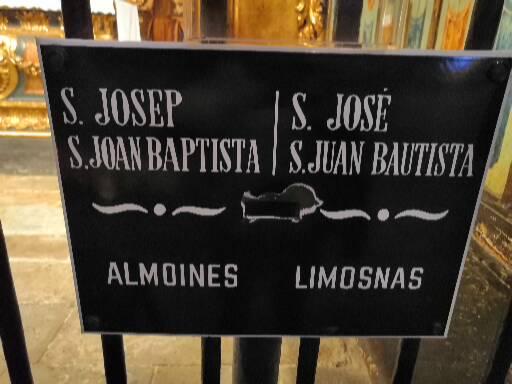 S. JOSEP
S. JOAN BAPTISTA
S. JOSÉ
S. JUAN BAUTISTA
ALMOINES
LIMOSNAS